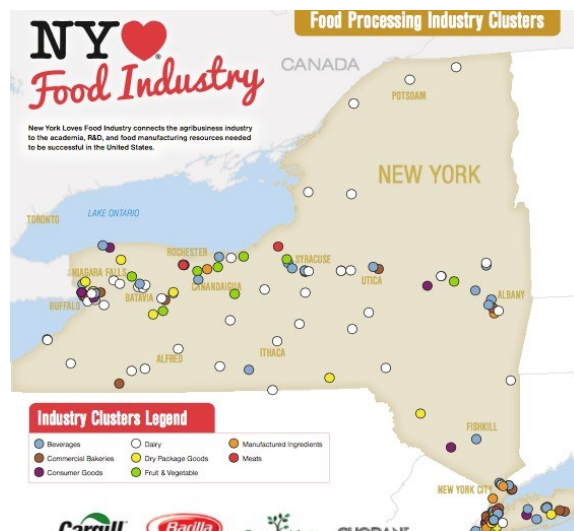 Food Processing Industry Clusters
NY
Food Industry
CANADA
POTSDAM
New York Loves Food Industry connects the agribusiness industry
to the academia, R&D, and food manufacturing resources needed
to be successful in the United States.
NEW YORK
LAKE ONTARIO
TORONTO
ROCHESTER
SYRACUSE
NIAGARA FALLS
UTICA
CANANDAIGUA
BATAVIA
ALBANY
BUFFALO
ITHACA
ALFRED
Industry Clusters Legend
FISHKILL
Beverages
Dairy
Manufactured Ingredients
Commercial Bakeries
Dry Package Goods
Meats
Consumer Goods
Fruit & Vegetable
NEW YORK CITY
Cargill
Barilla